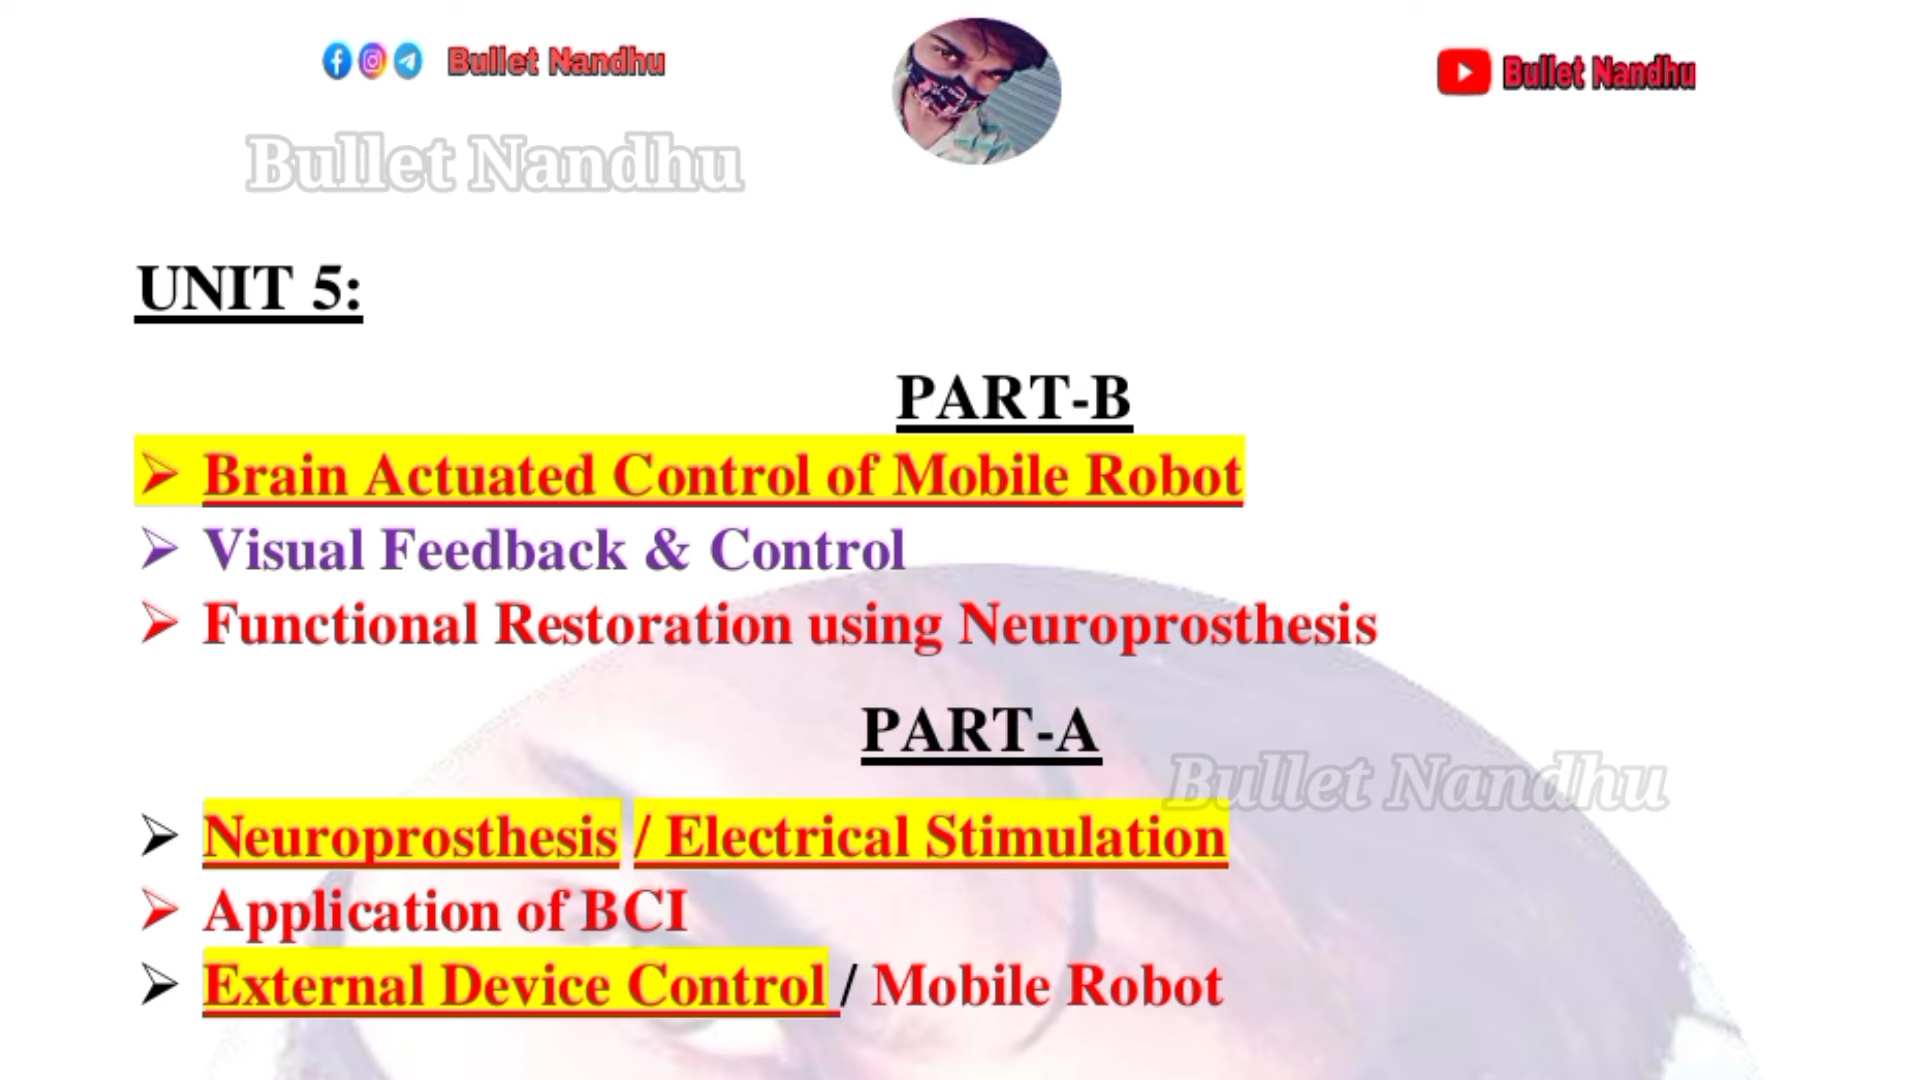 Bullet Nandhu
Bullet Nandhu
Bullet Nandhu
UNIT 5:
PART-B
➢ Brain Actuated Control of Mobile Robot
➢ Visual Feedback & Control
➢ Functional Restoration using Neuroprosthesis
PART-A
Bullet Nandhu
➢ Neuroprosthesis / Electrical Stimulation
➢ Application of BCI
➢ External Device Control / Mobile Robot